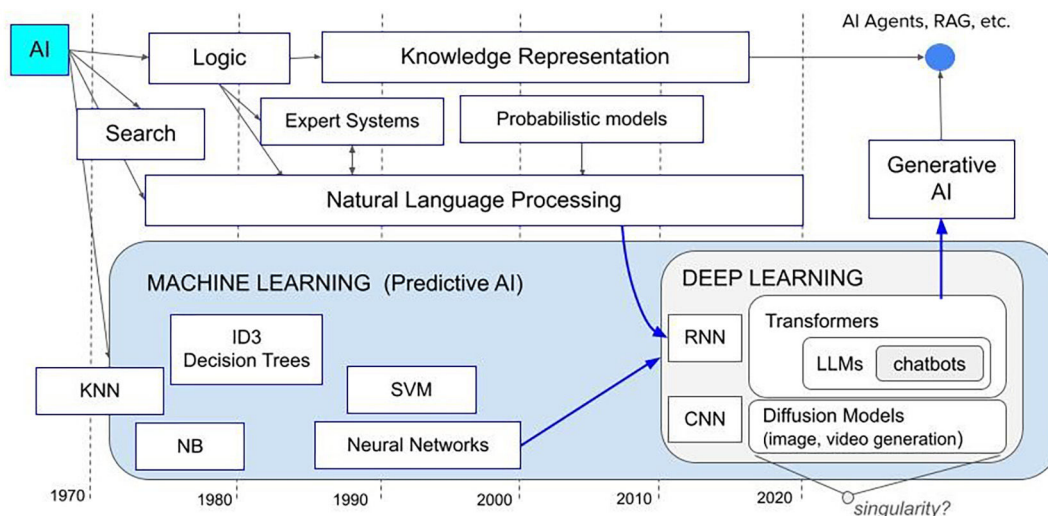 AI Agents, RAG, etc.
AI
Logic
Knowledge Representation
Search
Expert Systems
Probabilistic models
Generative
AI
Natural Language Processing
MACHINE LEARNING (Predictive AI)
DEEP LEARNING
ID3
Decision Trees
RNN
Transformers
LLMs
chatbots
KNN
SVM
CNN
Diffusion Models
(image, video generation)
NB
Neural Networks
1970
1980
1990
2000
2010
2020
singularity?